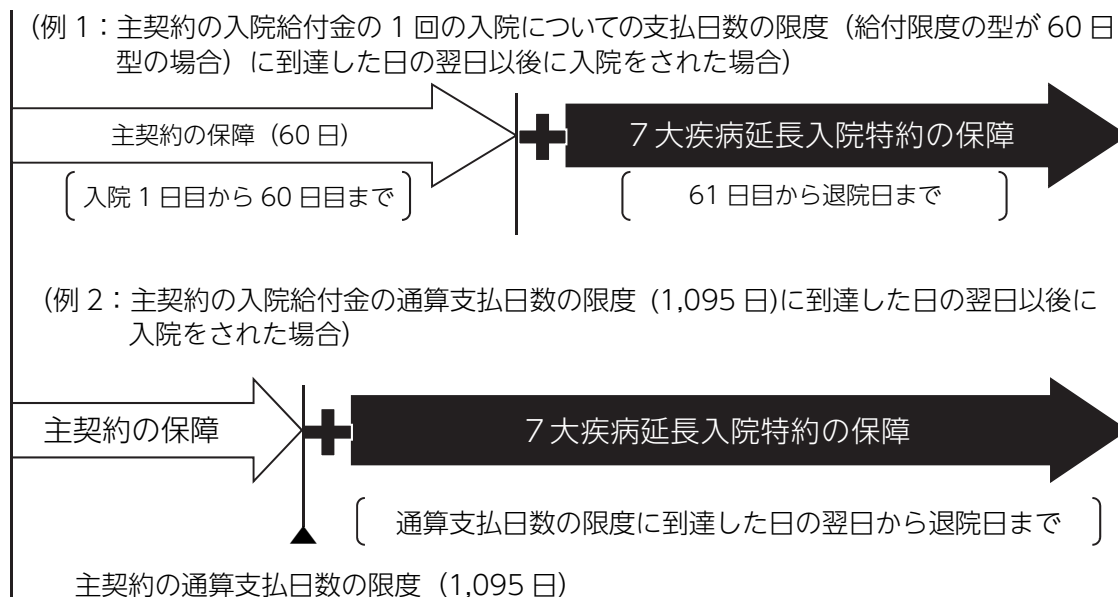 (例 1：主契約の入院給付金の 1 回の入院についての支払日数の限度（給付限度の型が 60 日
型の場合）に到達した日の翌日以後に入院をされた場合)
主契約の保障（60 日）
７大疾病延長入院特約の保障
入院 1 日目から 60 日目まで
61 日目から退院日まで
(例 2：主契約の入院給付金の通算支払日数の限度 (1,095 日)に到達した日の翌日以後に
入院をされた場合)
主契約の保障
７大疾病延長入院特約の保障
通算支払日数の限度に到達した日の翌日から退院日まで
主契約の通算支払日数の限度（1,095 日）